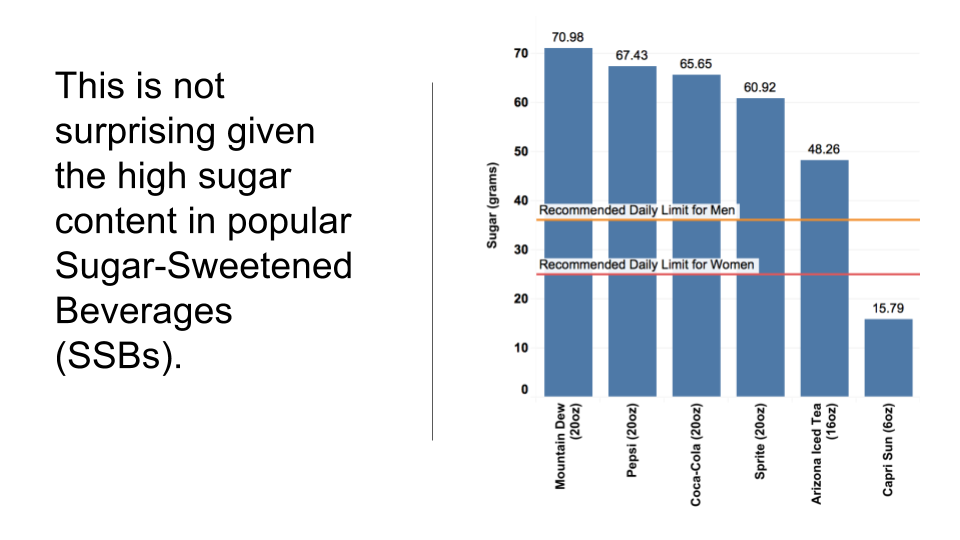 This is not
surprising given
the high sugar
content in popular
Sugar-Sweetened
Beverages
(SSBs).
Sugar (grams)
70
60
50
40
30
20
10
0
70.98
67.43
65.65
60.92
48.26
15.79
Recommended Daily Limit for Men
Recommended Daily Limit for Women
Mountain Dew
(20oz)
Pepsi (20oz)
Coca-Cola (20oz)
Sprite (20oz)
Arizona Iced Tea
(16oz)
Capri Sun (6oz)